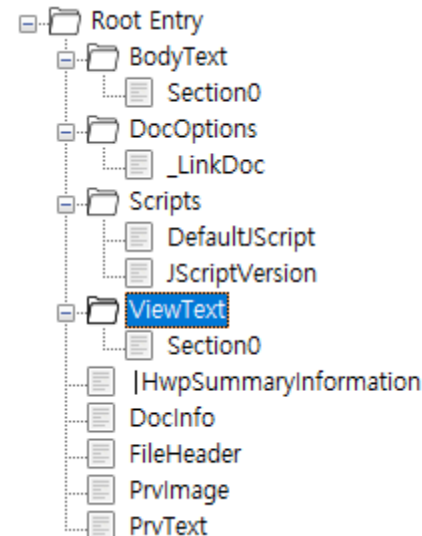 Root Entry
BodyText
Section0
DocOptions
_LinkDoc
Scripts
DefaultJScript
JScriptVersion
ViewText
Section0
|HwpSummaryInformation
DocInfo
FileHeader
PrvImage
PrvText